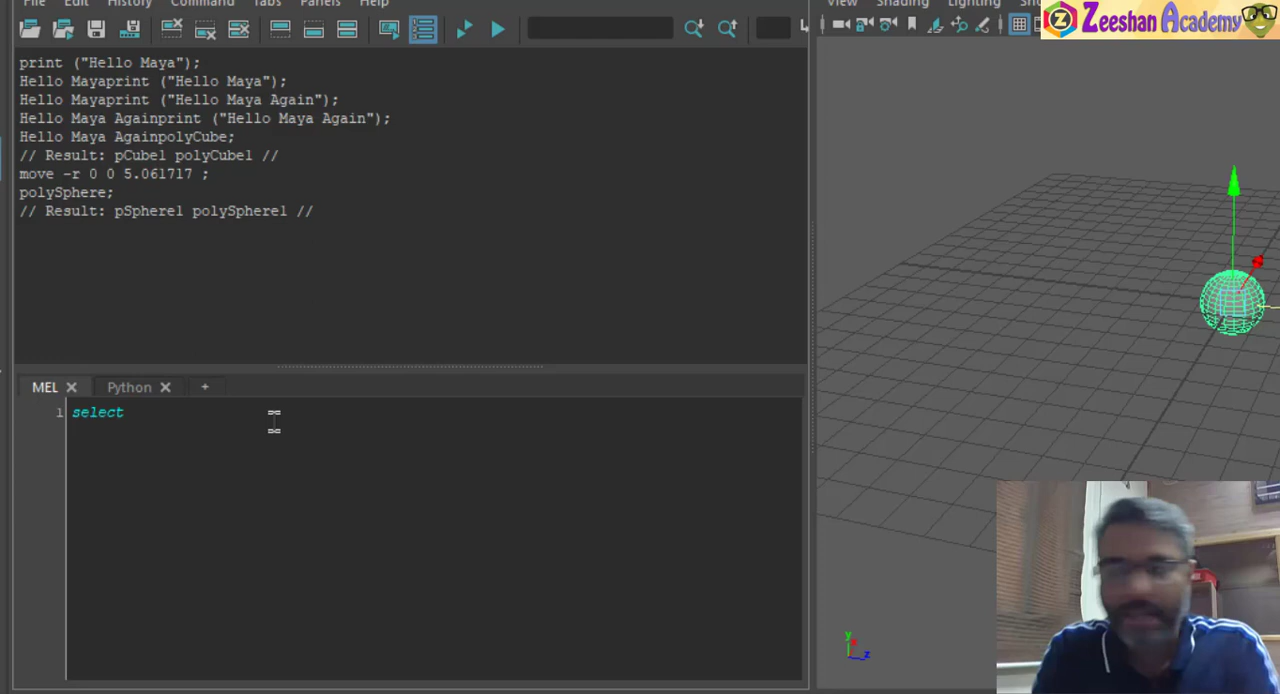 File Edit History Command Tabs Panels Help
View Shading Lighting
Zeeshan Academy
print ("Hello Maya");
Hello Mayaprint ("Hello Maya");
Hello Mayaprint ("Hello Maya Again");
Hello Maya Againprint ("Hello Maya Again");
Hello Maya AgainpolyCube;
// Result: pCube1 polyCube1 //
move -r 0 0 5.061717 ;
polySphere;
// Result: pSphere1 polySphere1 //
MEL Python +
1 select
y
z